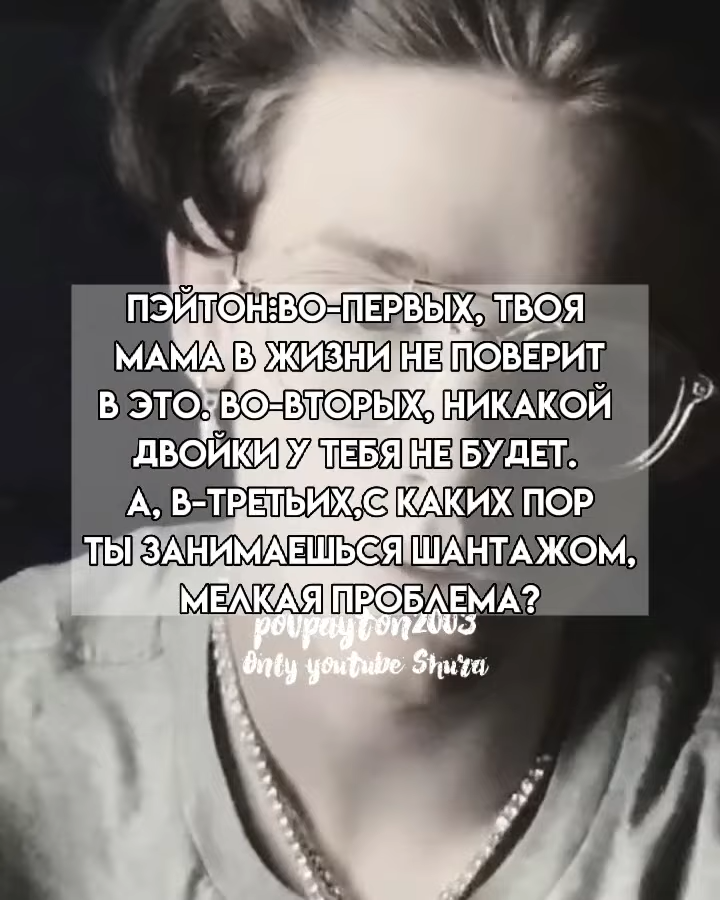 ПЭЙТОН:ВО-ПЕРВЫХ, ТВОЯ
МАМА В ЖИЗНИ НЕ ПОВЕРИТ
В ЭТО. ВО-ВТОРЫХ, НИКАКОЙ
ДВОЙКИ У ТЕБЯ НЕ БУДЕТ.
А, В-ТРЕТЬИХ,С КАКИХ ПОР
ТЫ ЗАНИМАЕШЬСЯ ШАНТАЖОМ,
МЕЛКАЯ ПРОБЛЕМА?
povpayton2003
Only youtube Shura